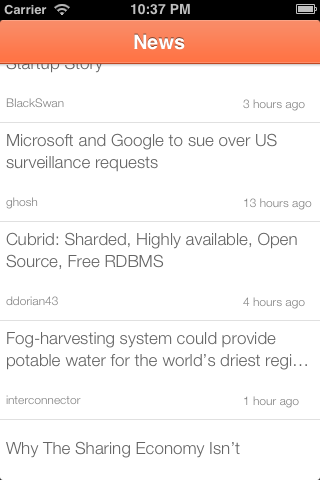 Carrier 10:37 PM
News
Startup Story
BlackSwan 3 hours ago
Microsoft and Google to sue over US
surveillance requests
ghosh 13 hours ago
Cubrid: Sharded, Highly available, Open
Source, Free RDBMS
ddorian43 4 hours ago
Fog-harvesting system could provide
potable water for the world's driest regi…
interconnector 1 hour ago
Why The Sharing Economy Isn't